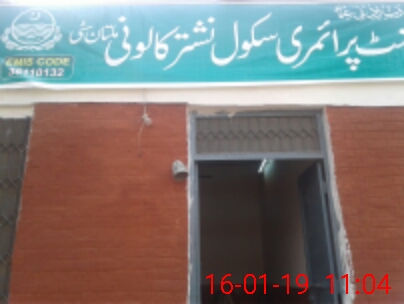 نٹ پرائمری سکول نشتر کالونی ملتان سٹی
EMIS CODE
36110132
16-01-19 11:04